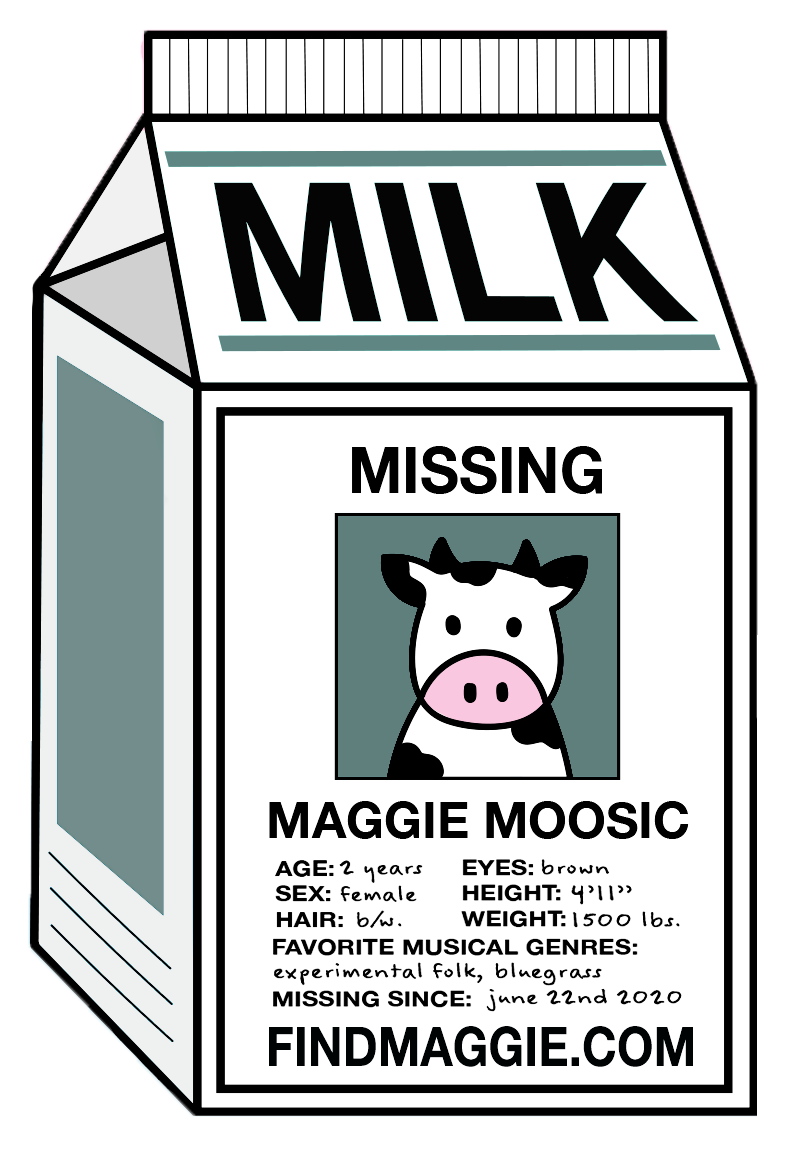 MILK
MISSING
MAGGIE MOOSIC
AGE: 2 years EYES: brown
SEX: female HEIGHT: 4'11"
HAIR: b/w. WEIGHT: 1500 lbs.
FAVORITE MUSICAL GENRES:
experimental folk, bluegrass
MISSING SINCE: june 22nd 2020
FINDMAGGIE.COM